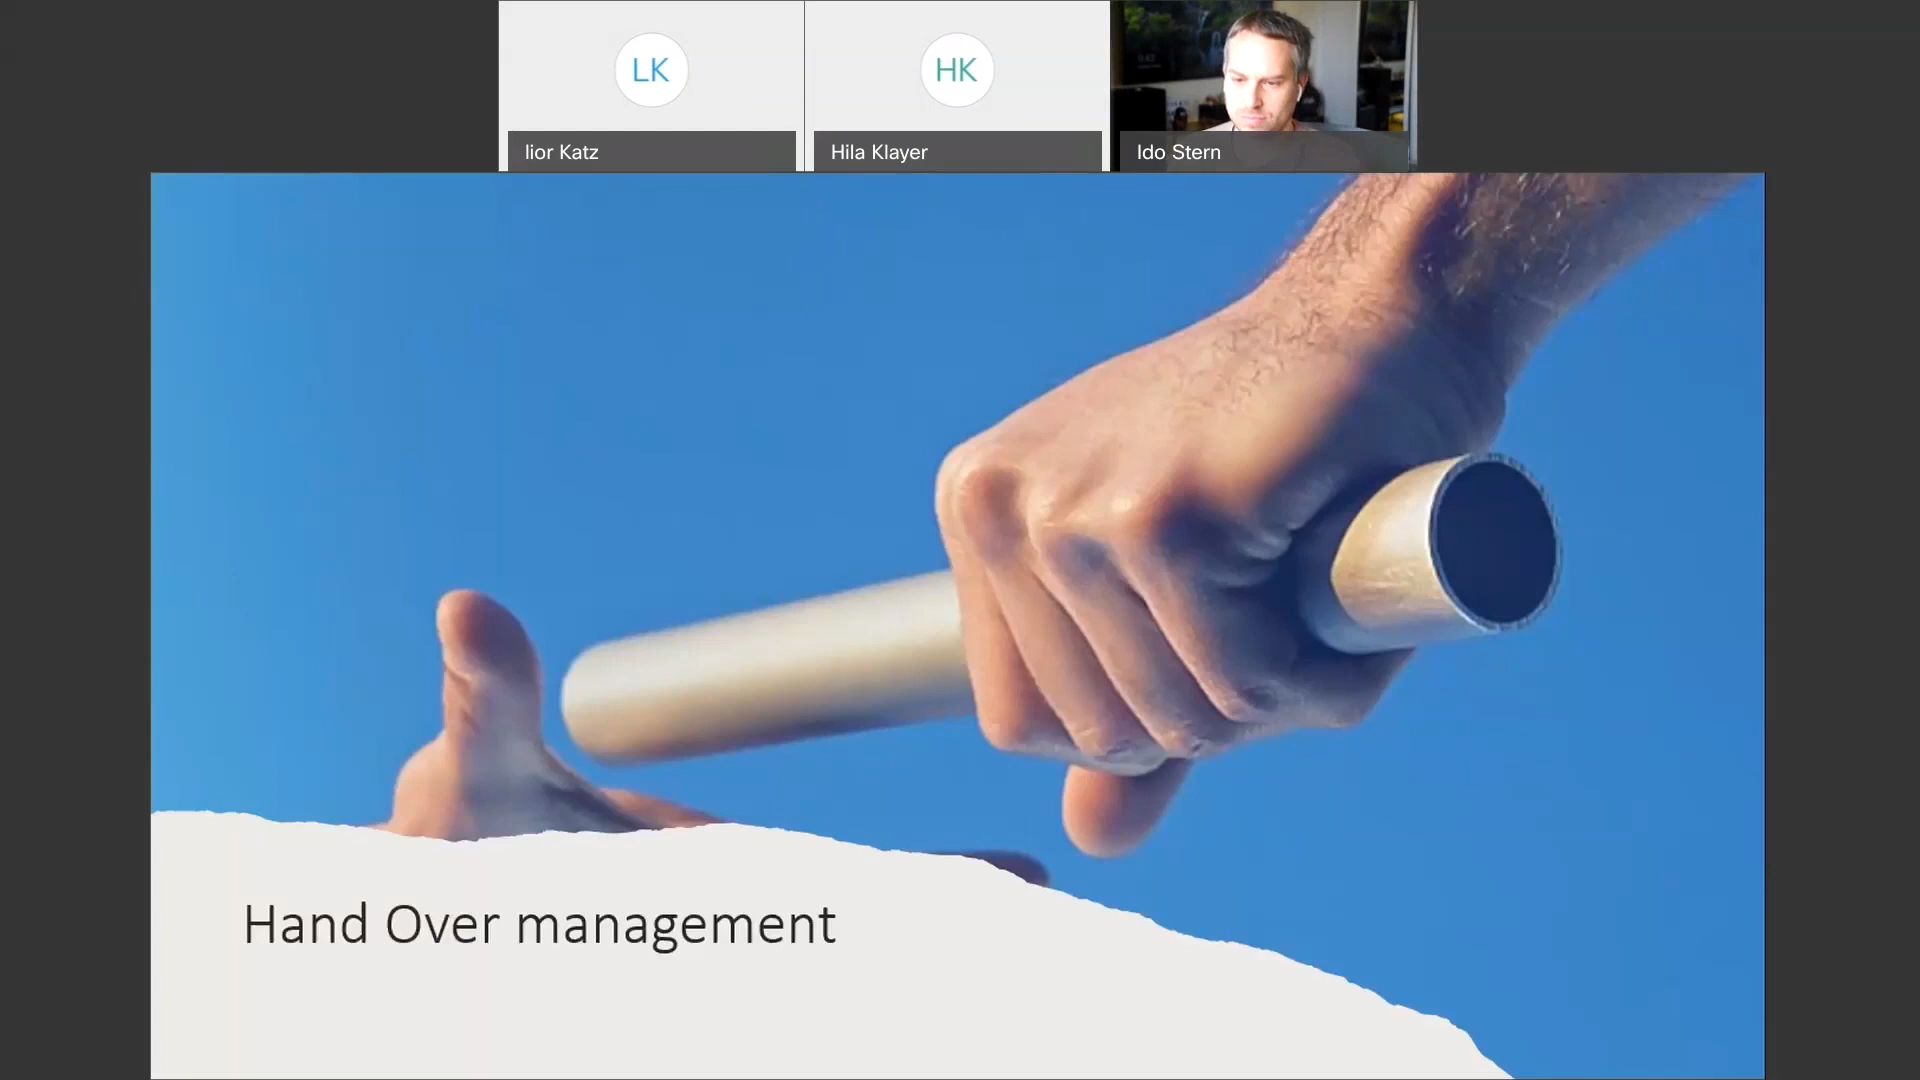 LK
HK
lior Katz
Hila Klayer
Ido Stern
Hand Over management